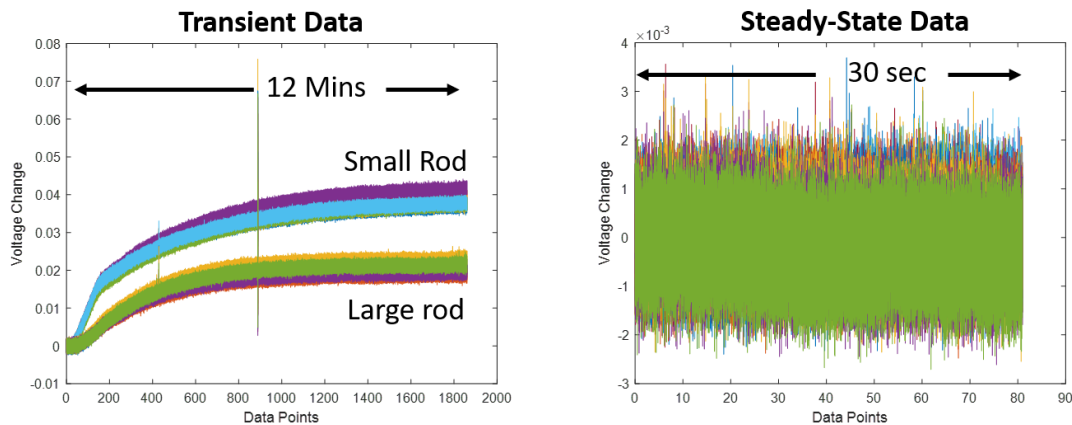 Transient Data
0.08
0.07
0.06
0.05
0.04
0.03
0.02
0.01
0
-0.01
Voltage Change
12 Mins
Small Rod
Large rod
0 200 400 600 800 1000 1200 1400 1600 1800 2000
Data Points
Steady-State Data
×10⁻³
4
3
2
1
0
-1
-2
-3
Voltage Change
30 sec
0 10 20 30 40 50 60 70 80 90
Data Points